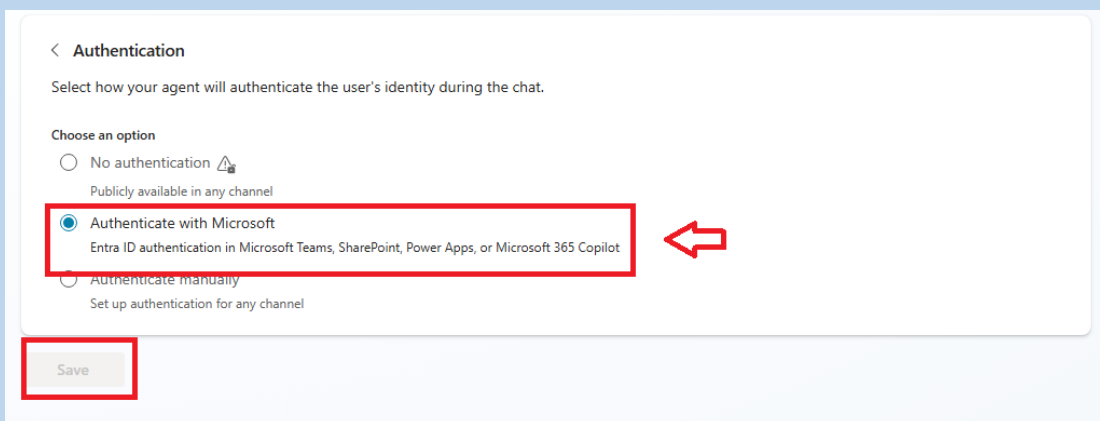 Authentication
Select how your agent will authenticate the user's identity during the chat.
Choose an option
No authentication
Publicly available in any channel
Authenticate with Microsoft
Entra ID authentication in Microsoft Teams, SharePoint, Power Apps, or Microsoft 365 Copilot
Authenticate manually
Set up authentication for any channel
Save